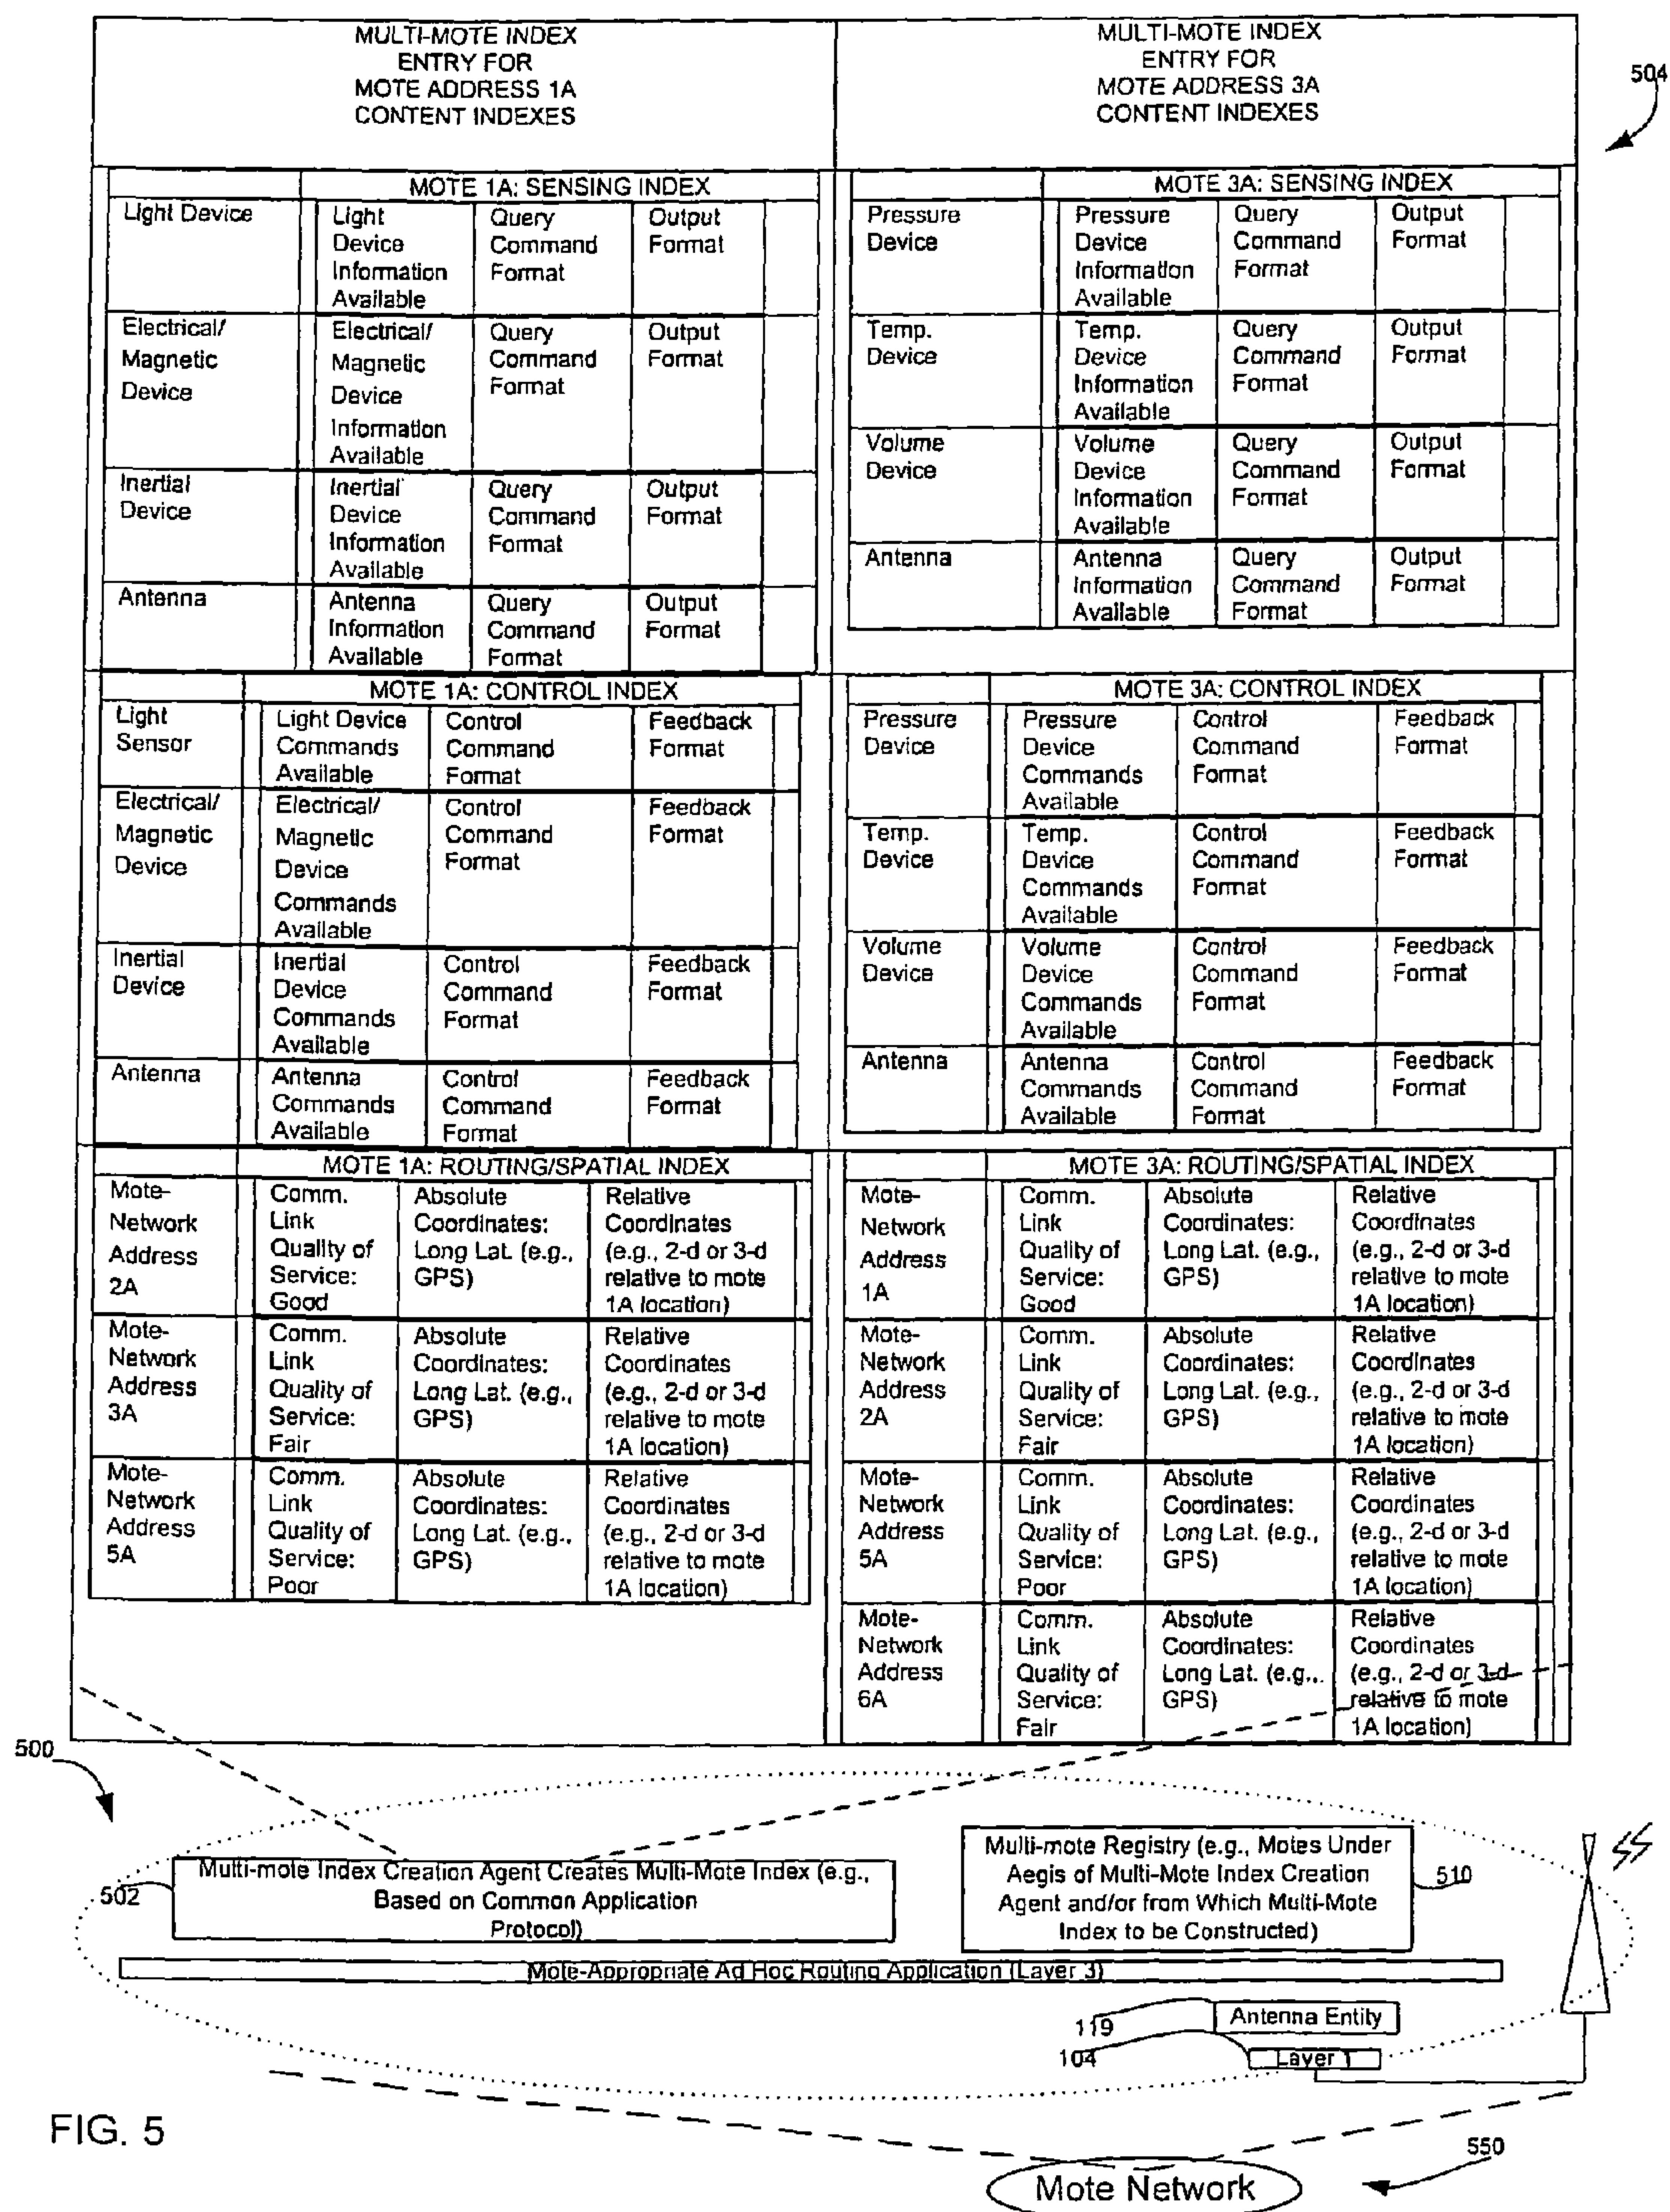 MULTI-MOTE INDEX
ENTRY FOR
MOTE ADDRESS 1A
CONTENT INDEXES
MULTI-MOTE INDEX
ENTRY FOR
MOTE ADDRESS 3A
CONTENT INDEXES
504
MOTE 1A: SENSING INDEX
Light Device
Light
Device
Information
Available
Query
Command
Format
Output
Format
Electrical/
Magnetic
Device
Electrical/
Magnetic
Device
Information
Available
Query
Command
Format
Output
Format
Inertial
Device
Inertial
Device
Information
Available
Query
Command
Format
Output
Format
Antenna
Antenna
Information
Available
Query
Command
Format
Output
Format
MOTE 3A: SENSING INDEX
Pressure
Device
Pressure
Device
Information
Available
Query
Command
Format
Output
Format
Temp.
Device
Temp.
Device
Information
Available
Query
Command
Format
Output
Format
Volume
Device
Volume
Device
Information
Available
Query
Command
Format
Output
Format
Antenna
Antenna
Information
Available
Query
Command
Format
Output
Format
MOTE 1A: CONTROL INDEX
Light
Sensor
Light Device
Commands
Available
Control
Command
Format
Feedback
Format
Electrical/
Magnetic
Device
Electrical/
Magnetic
Device
Commands
Available
Control
Command
Format
Feedback
Format
Inertial
Device
Inertial
Device
Commands
Available
Control
Command
Format
Feedback
Format
Antenna
Antenna
Commands
Available
Control
Command
Format
Feedback
Format
MOTE 3A: CONTROL INDEX
Pressure
Device
Pressure
Device
Commands
Available
Control
Command
Format
Feedback
Format
Temp.
Device
Temp.
Device
Commands
Available
Control
Command
Format
Feedback
Format
Volume
Device
Volume
Device
Commands
Available
Control
Command
Format
Feedback
Format
Antenna
Antenna
Commands
Available
Control
Command
Format
Feedback
Format
MOTE 1A: ROUTING/SPATIAL INDEX
Mote-
Network
Address
2A
Comm.
Link
Quality of
Service:
Good
Absolute
Coordinates:
Long Lat. (e.g.,
GPS)
Relative
Coordinates
(e.g., 2-d or 3-d
relative to mote
1A location)
Mote-
Network
Address
3A
Comm.
Link
Quality of
Service:
Fair
Absolute
Coordinates:
Long Lat. (e.g.,
GPS)
Relative
Coordinates
(e.g., 2-d or 3-d
relative to mote
1A location)
Mote-
Network
Address
5A
Comm.
Link
Quality of
Service:
Poor
Absolute
Coordinates:
Long Lat. (e.g.,
GPS)
Relative
Coordinates
(e.g., 2-d or 3-d
relative to mote
1A location)
MOTE 3A: ROUTING/SPATIAL INDEX
Mote-
Network
Address
1A
Comm.
Link
Quality of
Service:
Good
Absolute
Coordinates:
Long Lat. (e.g.,
GPS)
Relative
Coordinates
(e.g., 2-d or 3-d
relative to mote
1A location)
Mote-
Network
Address
2A
Comm.
Link
Quality of
Service:
Fair
Absolute
Coordinates:
Long Lat. (e.g.,
GPS)
Relative
Coordinates
(e.g., 2-d or 3-d
relative to mote
1A location)
Mote-
Network
Address
5A
Comm.
Link
Quality of
Service:
Poor
Absolute
Coordinates:
Long Lat. (e.g.,
GPS)
Relative
Coordinates
(e.g., 2-d or 3-d
relative to mote
1A location)
Mote-
Network
Address
6A
Comm.
Link
Quality of
Service:
Fair
Absolute
Coordinates:
Long Lat. (e.g.,
GPS)
Relative
Coordinates
(e.g., 2-d or 3-d
relative to mote
1A location)
500
502
Multi-mote Index Creation Agent Creates Multi-Mote Index (e.g.,
Based on Common Application
Protocol)
Multi-mote Registry (e.g., Motes Under
Aegis of Multi-Mote Index Creation
Agent and/or from Which Multi-Mote
Index to be Constructed)
510
Mote-Appropriate Ad Hoc Routing Application (Layer 3)
119
Antenna Entity
104
Layer 1
FIG. 5
550
Mote Network